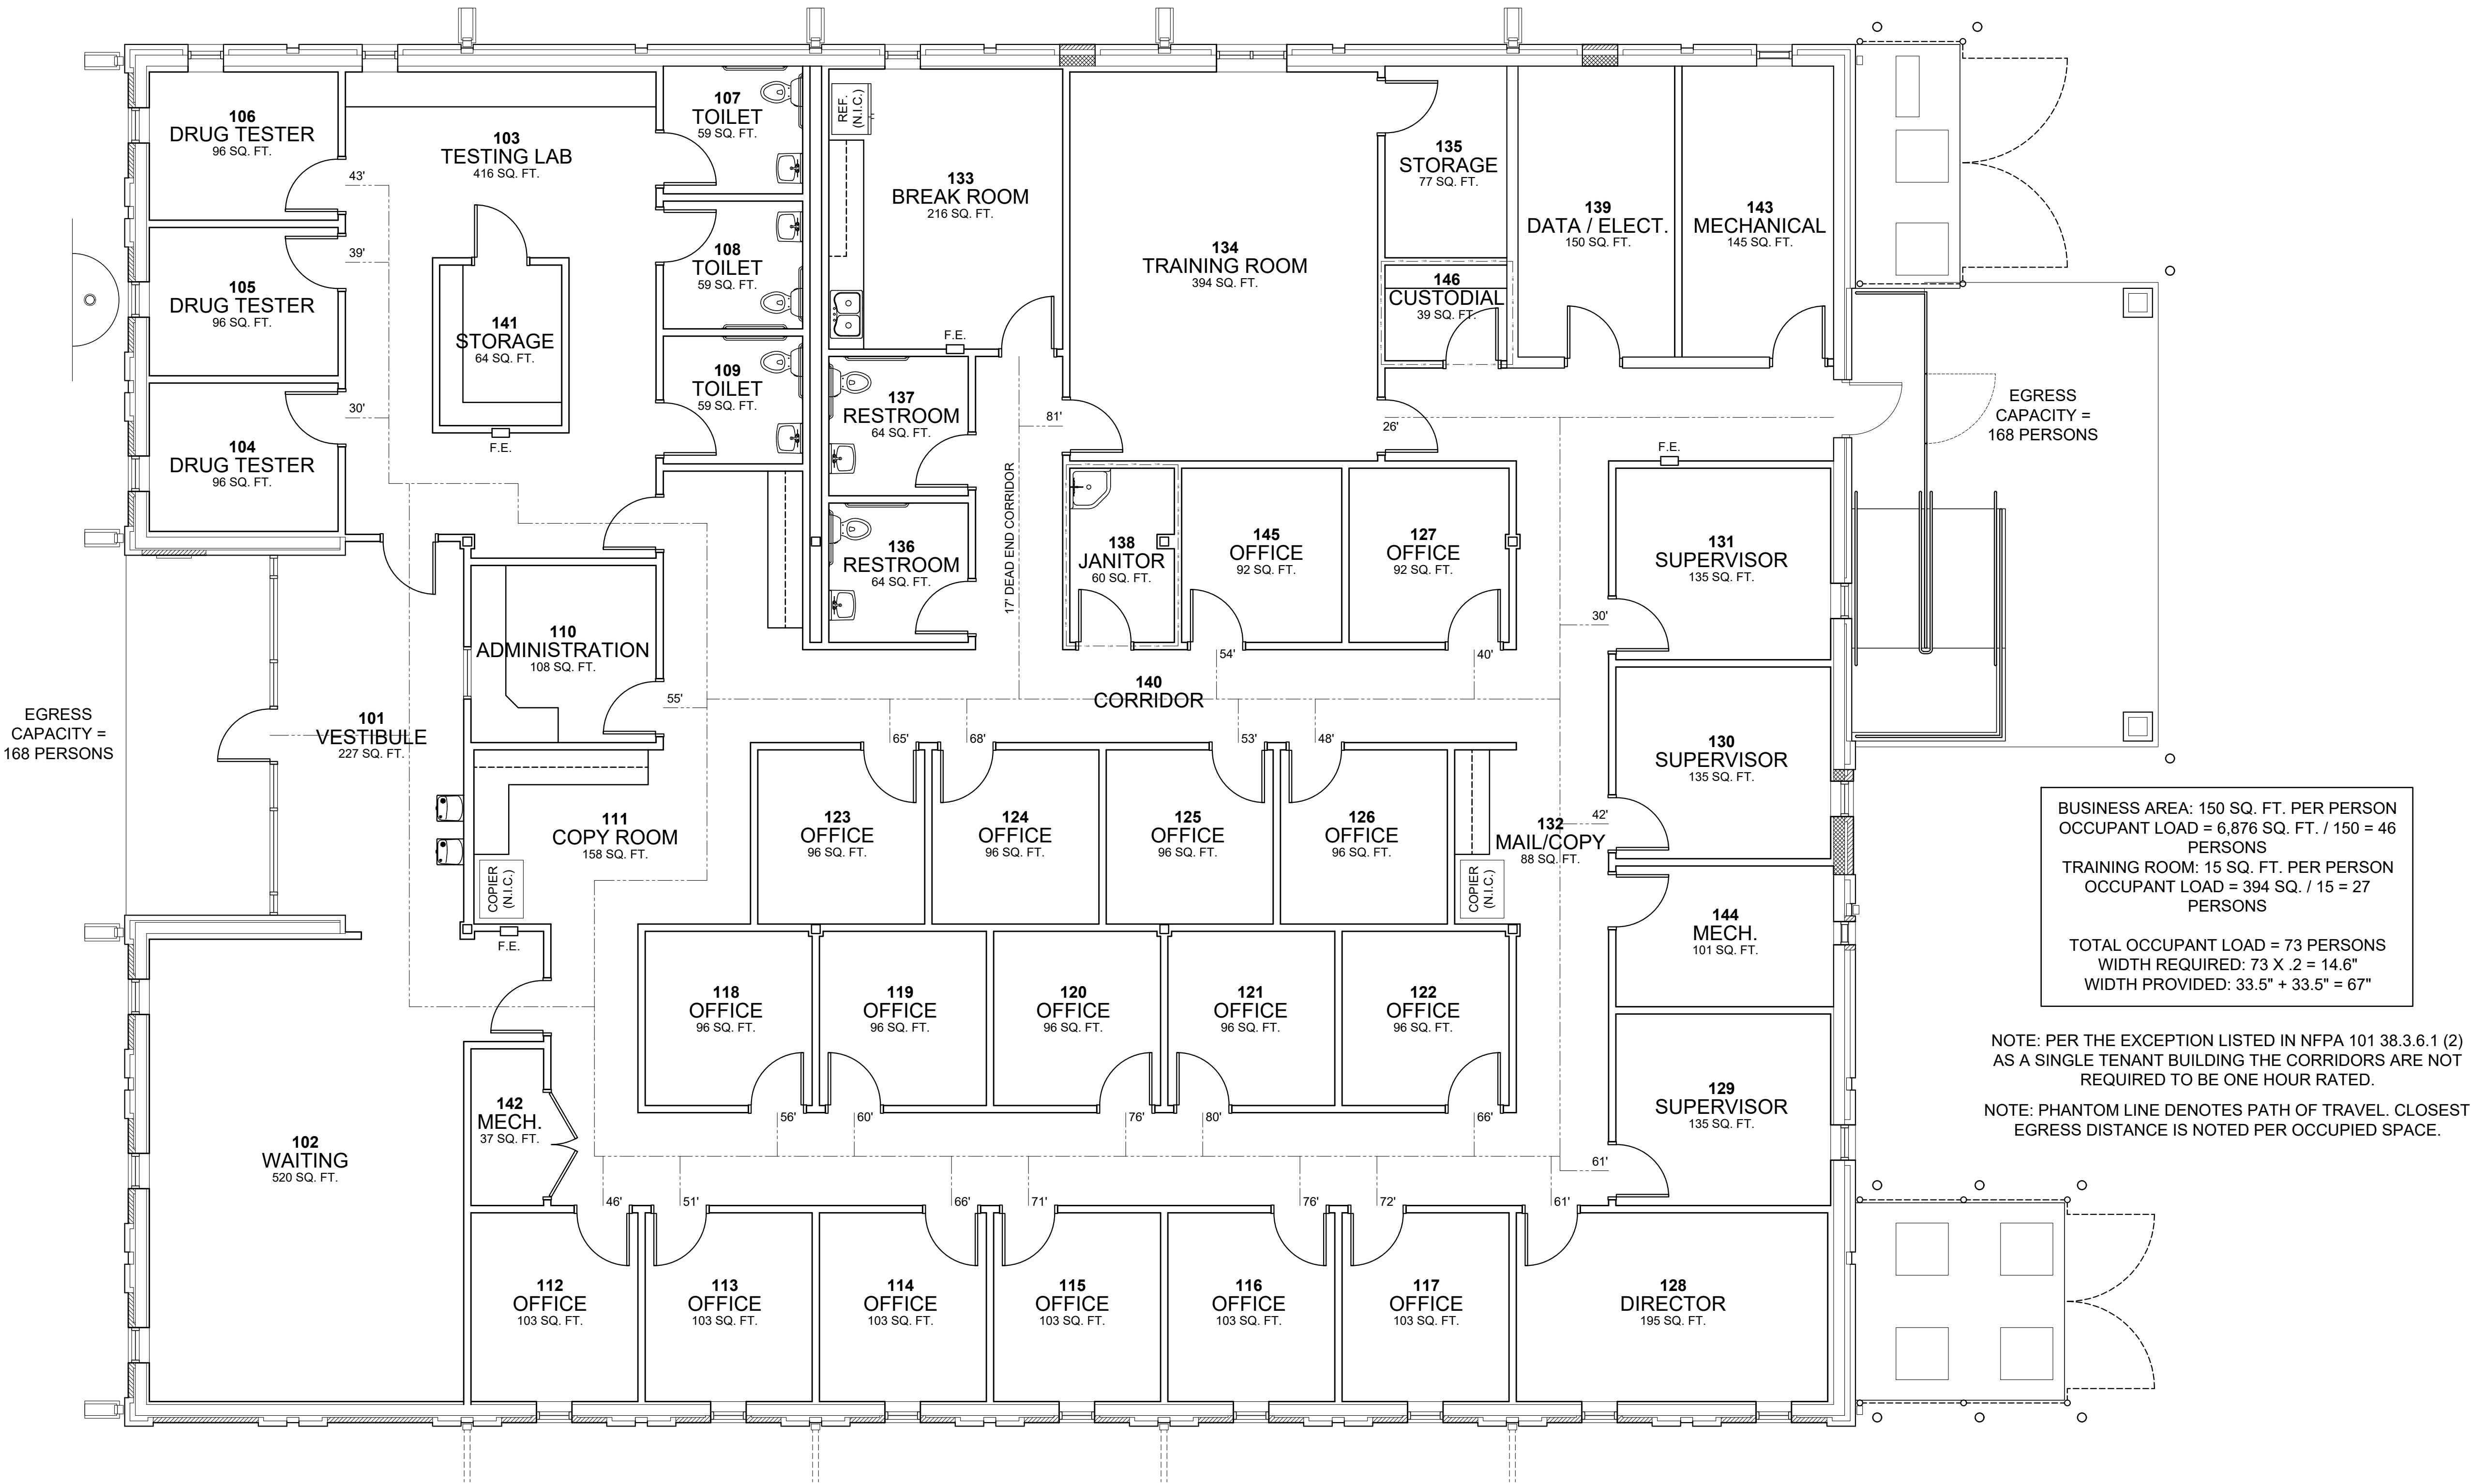 106
DRUG TESTER
96 SQ. FT.
103
TESTING LAB
416 SQ. FT.
107
TOILET
59 SQ. FT.
REF.
(N.I.C.)
133
BREAK ROOM
216 SQ. FT.
134
TRAINING ROOM
394 SQ. FT.
135
STORAGE
77 SQ. FT.
139
DATA / ELECT.
150 SQ. FT.
143
MECHANICAL
145 SQ. FT.
43'
39'
30'
105
DRUG TESTER
96 SQ. FT.
141
STORAGE
64 SQ. FT.
F.E.
108
TOILET
59 SQ. FT.
109
TOILET
59 SQ. FT.
F.E.
146
CUSTODIAL
39 SQ. FT.
104
DRUG TESTER
96 SQ. FT.
137
RESTROOM
64 SQ. FT.
81'
26'
F.E.
EGRESS
CAPACITY =
168 PERSONS
136
RESTROOM
64 SQ. FT.
17' DEAD END CORRIDOR
138
JANITOR
60 SQ. FT.
145
OFFICE
92 SQ. FT.
127
OFFICE
92 SQ. FT.
131
SUPERVISOR
135 SQ. FT.
30'
110
ADMINISTRATION
108 SQ. FT.
55'
54'
40'
140
CORRIDOR
EGRESS
CAPACITY =
168 PERSONS
101
VESTIBULE
227 SQ. FT.
65'
68'
53'
48'
130
SUPERVISOR
135 SQ. FT.
42'
111
COPY ROOM
158 SQ. FT.
COPIER
(N.I.C.)
123
OFFICE
96 SQ. FT.
124
OFFICE
96 SQ. FT.
125
OFFICE
96 SQ. FT.
126
OFFICE
96 SQ. FT.
132
MAIL/COPY
88 SQ. FT.
COPIER
(N.I.C.)
BUSINESS AREA: 150 SQ. FT. PER PERSON
OCCUPANT LOAD = 6,876 SQ. FT. / 150 = 46
PERSONS
TRAINING ROOM: 15 SQ. FT. PER PERSON
OCCUPANT LOAD = 394 SQ. / 15 = 27
PERSONS
TOTAL OCCUPANT LOAD = 73 PERSONS
WIDTH REQUIRED: 73 X .2 = 14.6"
WIDTH PROVIDED: 33.5" + 33.5" = 67"
F.E.
144
MECH.
101 SQ. FT.
118
OFFICE
96 SQ. FT.
119
OFFICE
96 SQ. FT.
120
OFFICE
96 SQ. FT.
121
OFFICE
96 SQ. FT.
122
OFFICE
96 SQ. FT.
NOTE: PER THE EXCEPTION LISTED IN NFPA 101 38.3.6.1 (2)
AS A SINGLE TENANT BUILDING THE CORRIDORS ARE NOT
REQUIRED TO BE ONE HOUR RATED.
NOTE: PHANTOM LINE DENOTES PATH OF TRAVEL. CLOSEST
EGRESS DISTANCE IS NOTED PER OCCUPIED SPACE.
142
MECH.
37 SQ. FT.
129
SUPERVISOR
135 SQ. FT.
102
WAITING
520 SQ. FT.
56'
60'
76'
80'
66'
61'
46'
51'
66'
71'
76'
72'
61'
112
OFFICE
103 SQ. FT.
113
OFFICE
103 SQ. FT.
114
OFFICE
103 SQ. FT.
115
OFFICE
103 SQ. FT.
116
OFFICE
103 SQ. FT.
117
OFFICE
103 SQ. FT.
128
DIRECTOR
195 SQ. FT.